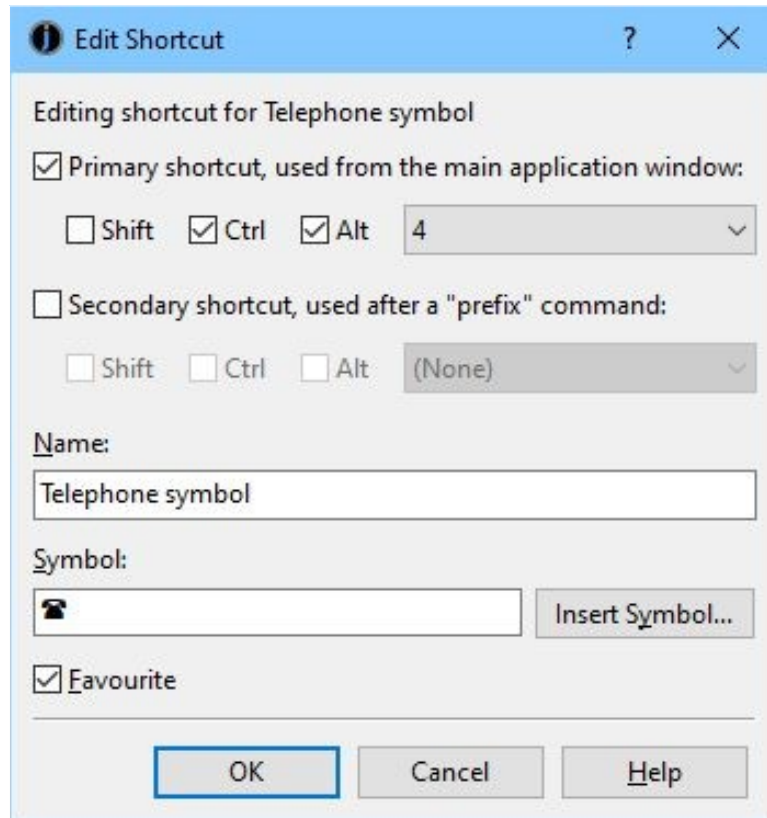 Edit Shortcut ? ×
Editing shortcut for Telephone symbol
Primary shortcut, used from the main application window:
Shift Ctrl Alt 4
Secondary shortcut, used after a "prefix" command:
Shift Ctrl Alt (None)
Name:
Telephone symbol
Symbol:
☎ Insert Symbol...
Favourite
OK Cancel Help